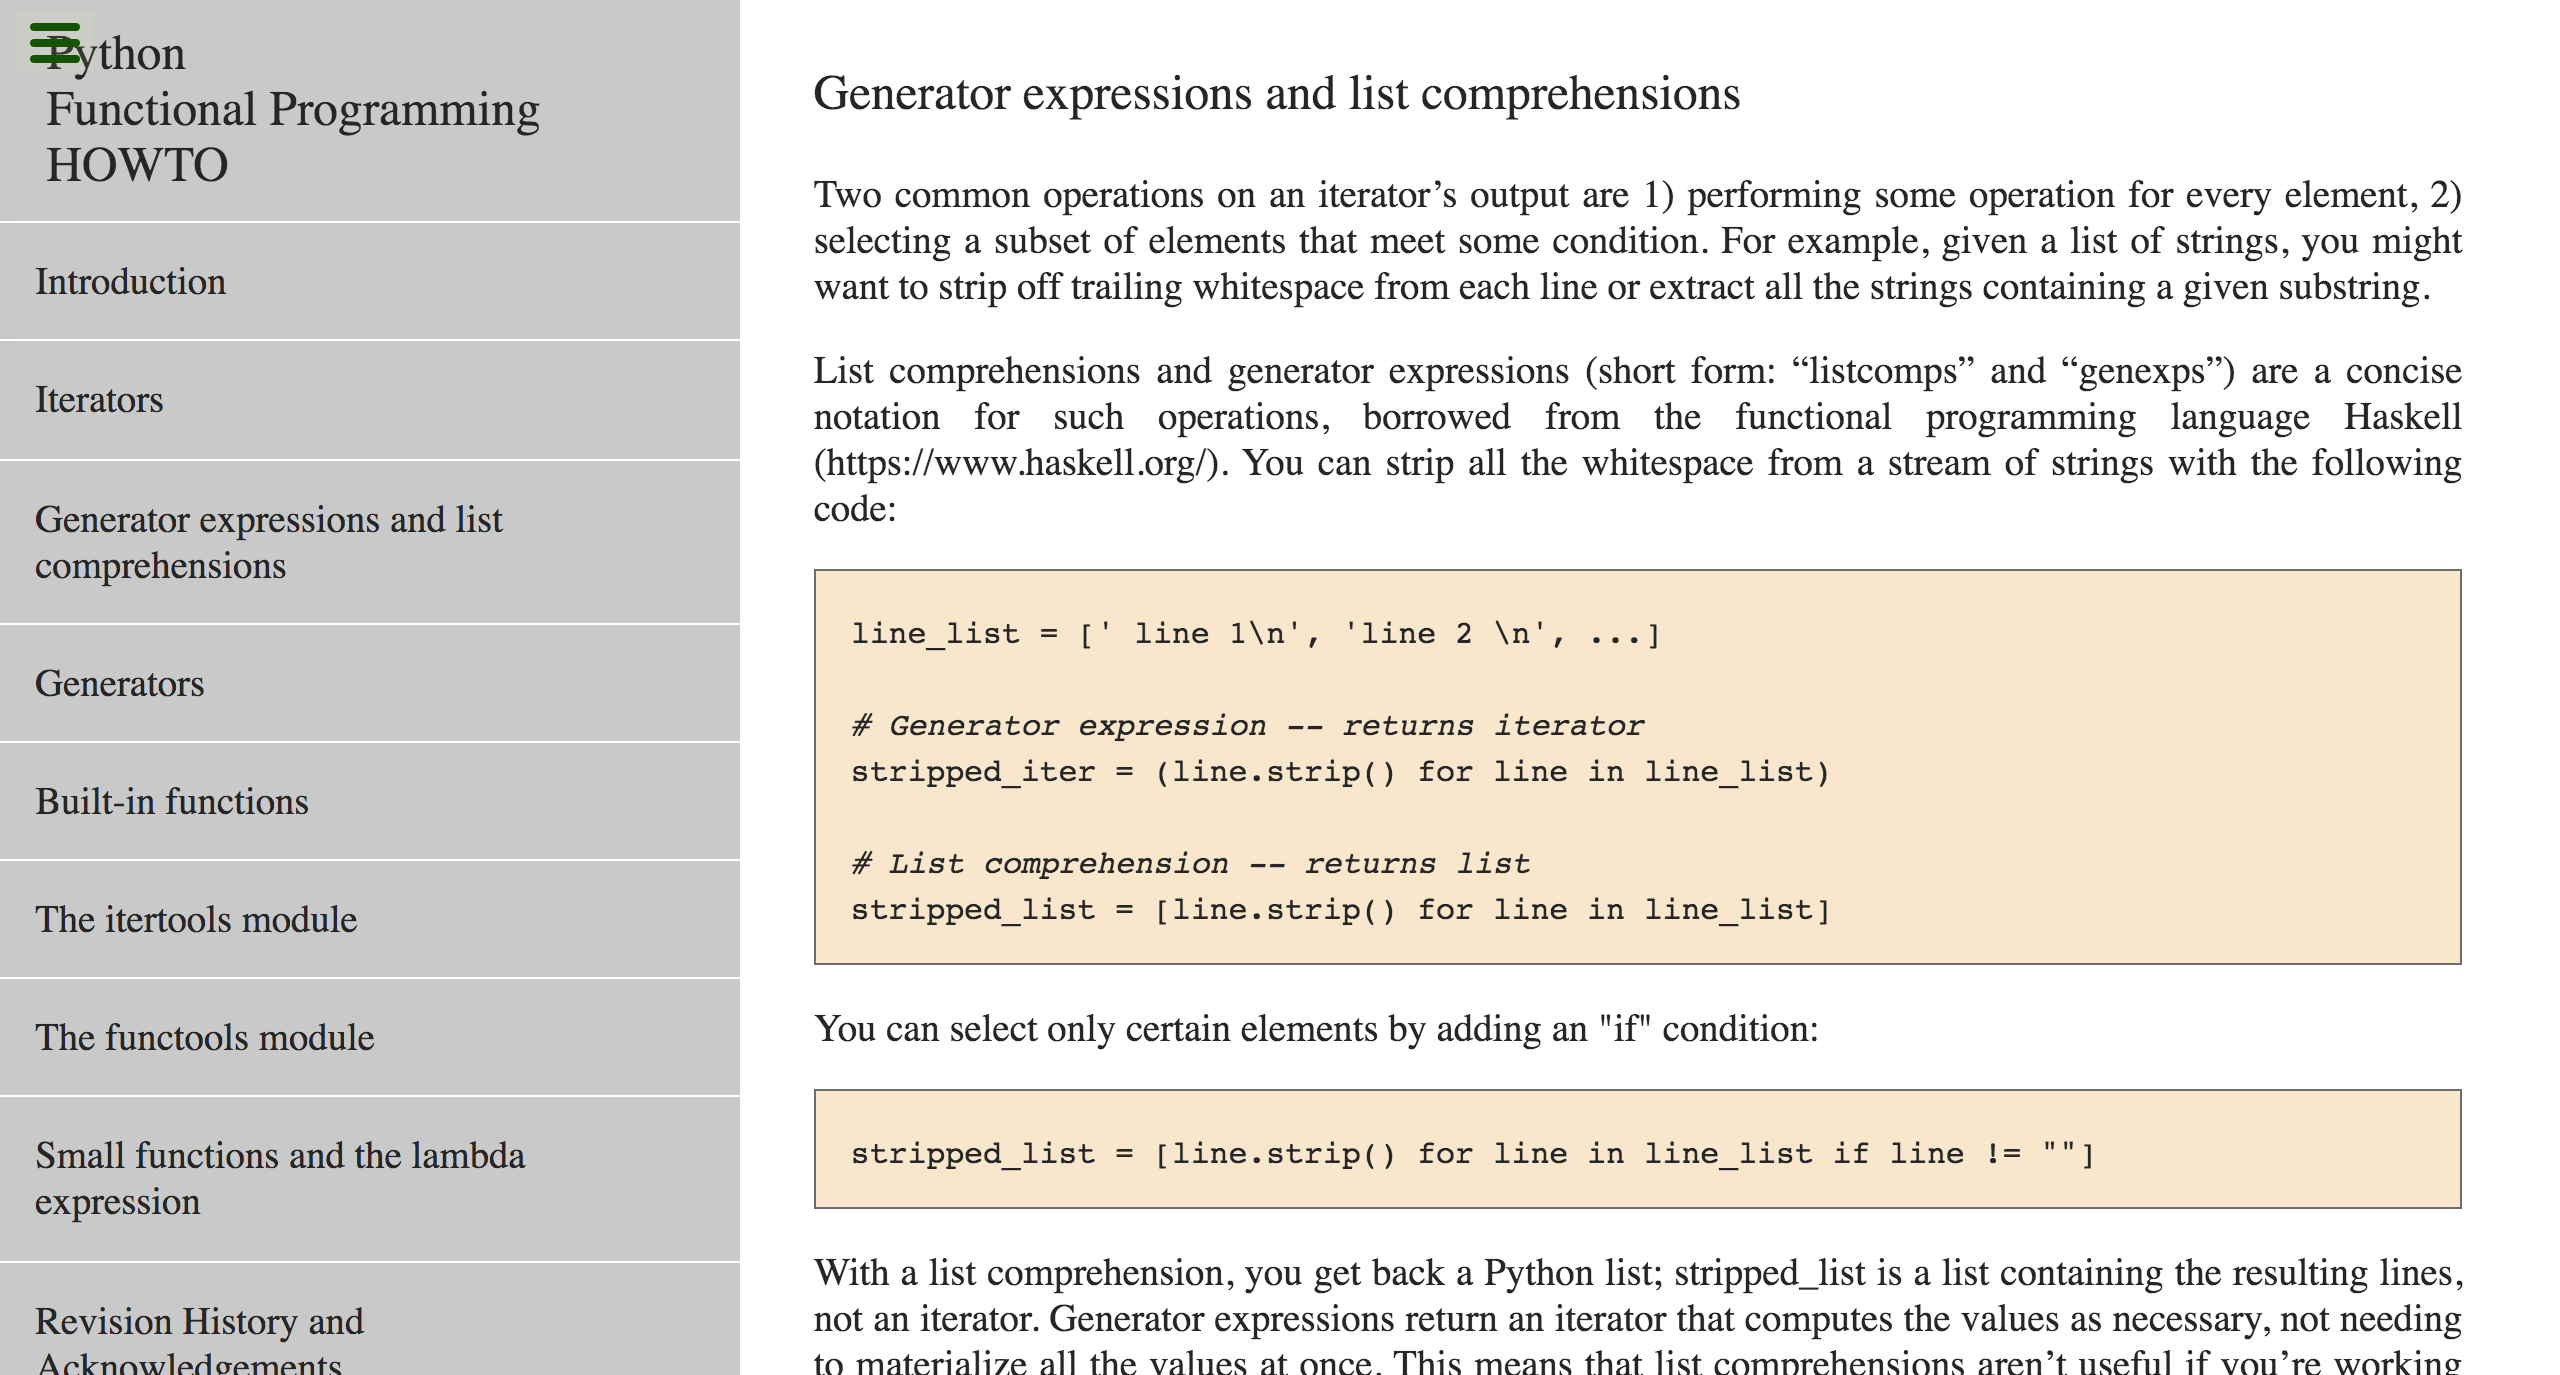 Python
Functional Programming
HOWTO
Introduction
Iterators
Generator expressions and list
comprehensions
Generators
Built-in functions
The itertools module
The functools module
Small functions and the lambda
expression
Revision History and
Acknowledgements
Generator expressions and list comprehensions
Two common operations on an iterator’s output are 1) performing some operation for every element, 2)
selecting a subset of elements that meet some condition. For example, given a list of strings, you might
want to strip off trailing whitespace from each line or extract all the strings containing a given substring.
List comprehensions and generator expressions (short form: “listcomps” and “genexps”) are a concise
notation for such operations, borrowed from the functional programming language Haskell
(https://www.haskell.org/). You can strip all the whitespace from a stream of strings with the following
code:
line_list = [' line 1\n', 'line 2 \n', ...]
# Generator expression -- returns iterator
stripped_iter = (line.strip() for line in line_list)
# List comprehension -- returns list
stripped_list = [line.strip() for line in line_list]
You can select only certain elements by adding an "if" condition:
stripped_list = [line.strip() for line in line_list if line != ""]
With a list comprehension, you get back a Python list; stripped_list is a list containing the resulting lines,
not an iterator. Generator expressions return an iterator that computes the values as necessary, not needing
to materialize all the values at once. This means that list comprehensions aren’t useful if you’re working